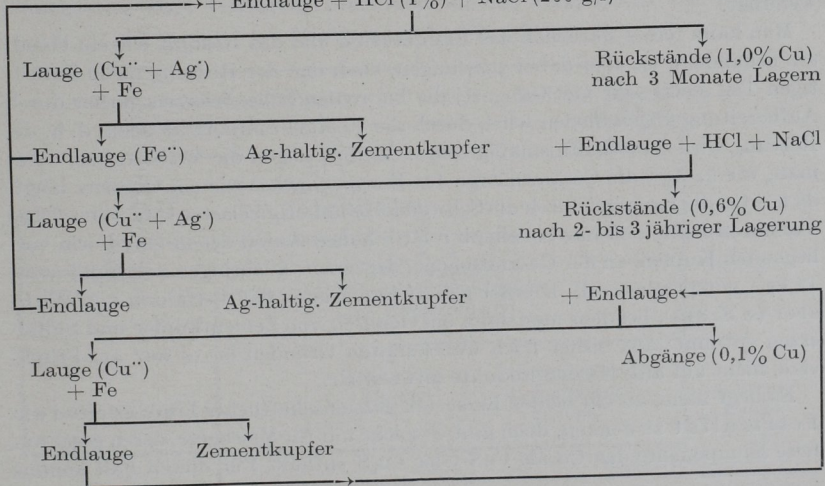 + Endlauge + HCl (1%) + NaCl (200 g/l)
Lauge (Cu·· + Ag·)
+ Fe
Rückstände (1,0% Cu)
nach 3 Monate Lagern
Endlauge (Fe··)
Ag-haltig. Zementkupfer
+ Endlauge + HCl + NaCl
Lauge (Cu·· + Ag·)
+ Fe
Rückstände (0,6% Cu)
nach 2- bis 3 jähriger Lagerung
Endlauge
Ag-haltig. Zementkupfer
+ Endlauge
Lauge (Cu··)
+ Fe
Abgänge (0,1% Cu)
Endlauge
Zementkupfer